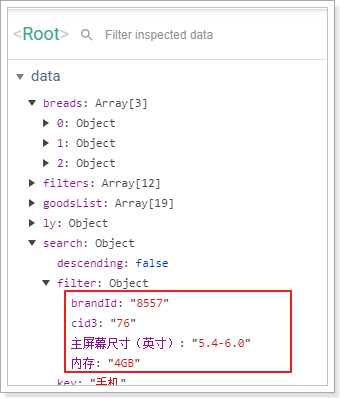 <Root> Filter inspected data
data
breads: Array[3]
0: Object
1: Object
2: Object
filters: Array[12]
goodsList: Array[19]
ly: Object
search: Object
descending: false
filter: Object
brandId: "8557"
cid3: "76"
主屏幕尺寸（英寸）: "5.4-6.0"
内存: "4GB"
key: "手机"